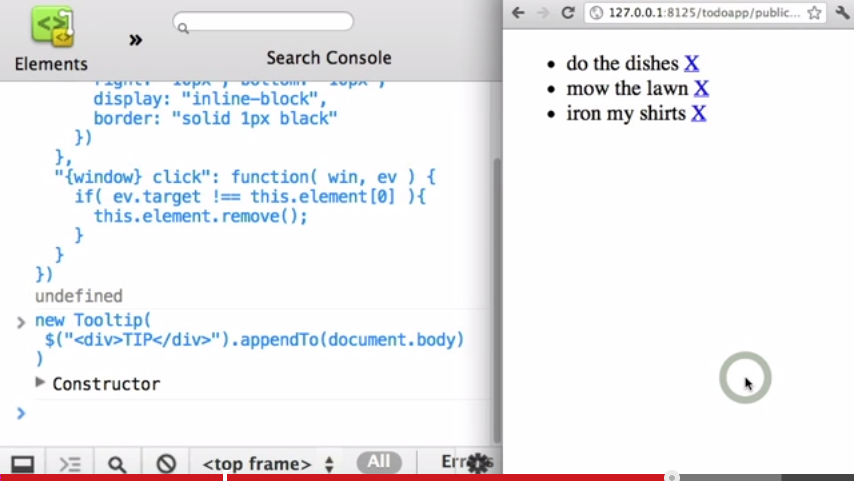 Elements
»
Search Console
127.0.0.1:8125/todoapp/public...
right: "10px", bottom: "10px",
display: "inline-block",
border: "solid 1px black"
})
},
"{window} click": function( win, ev ) {
if( ev.target !== this.element[0] ){
this.element.remove();
}
}
})
undefined
> new Tooltip(
$("<div>TIP</div>").appendTo(document.body)
)
Constructor
>
<top frame>
All
• do the dishes X
• mow the lawn X
• iron my shirts X